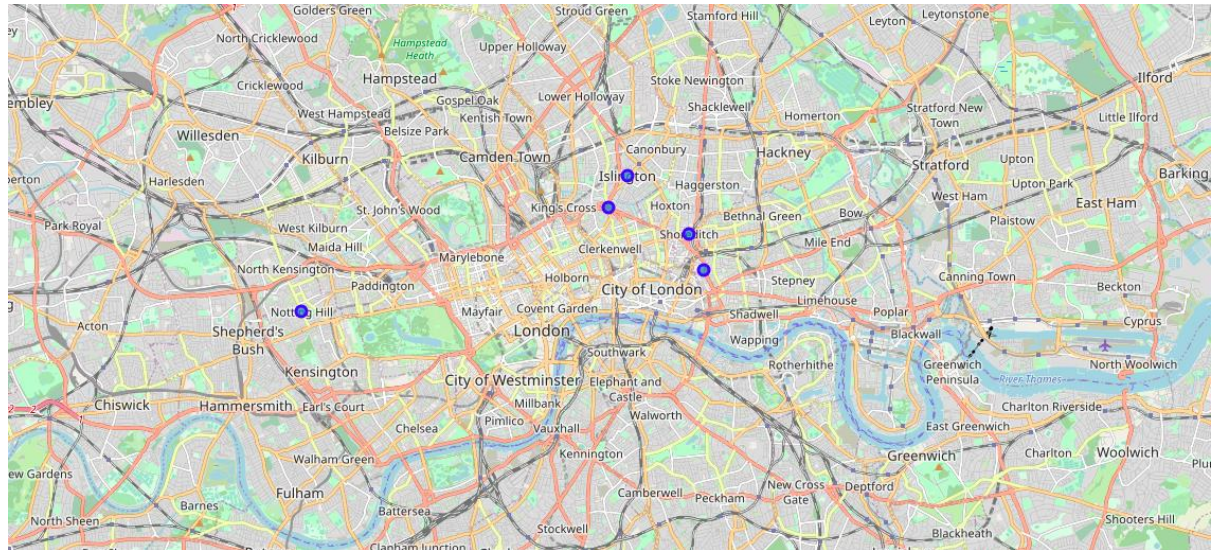 Golders Green
Stroud Green
Stamford Hill
Leyton
Leytonstone
North Cricklewood
Upper Holloway
Hampstead
Heath
Hampstead
Cricklewood
Stoke Newington
Ilford
Gospel Oak
Lower Holloway
Shacklewell
Stratford New
Town
West Hampstead
Kentish Town
Homerton
Little Ilford
Willesden
Belsize Park
Canonbury
Hackney
Kilburn
Camden Town
Stratford
Upton
Islington
Barking
Harlesden
Haggerston
West Ham
Upton Park
St. John's Wood
King's Cross
Hoxton
Bethnal Green
Bow
Plaistow
East Ham
Park Royal
West Kilburn
Maida Hill
Clerkenwell
Mile End
Marylebone
North Kensington
Holborn
Canning Town
Paddington
City of London
Stepney
Beckton
Mayfair
Covent Garden
Limehouse
Notting Hill
Shadwell
Poplar
Cyprus
Acton
Shepherd's
Bush
London
Wapping
Blackwall
Southwark
Rotherhithe
Greenwich
Peninsula
North Woolwich
Kensington
City of Westminster
Elephant and
Castle
River Thames
2
2
1
Chiswick
Hammersmith
Earl's Court
Millbank
Walworth
Charlton Riverside
Pimlico
Chelsea
Vauxhall
East Greenwich
Walham Green
Kennington
Greenwich
Charlton
Woolwich
New Cross
Gate
Deptford
Fulham
Camberwell
Peckham
Barnes
Battersea
North Sheen
Stockwell
Blackheath
Shooters Hill
Clapham Junction